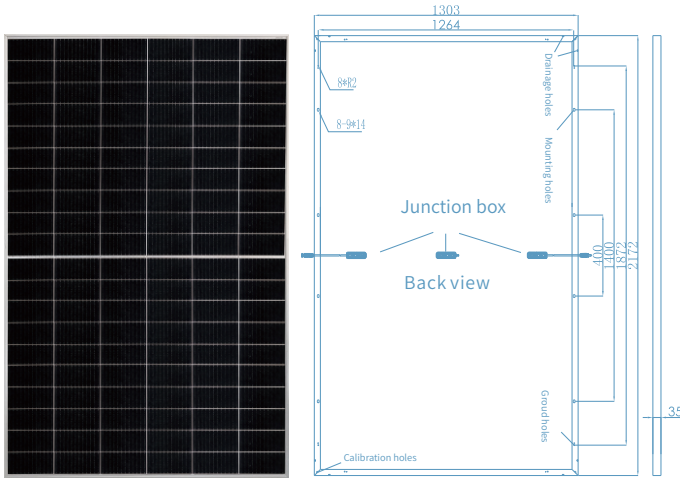 1303
1264
Drainage holes
8*R2
8-9*14
Mounting holes
Junction box
400
1400
1872
2172
Back view
Groud holes
35
Calibration holes